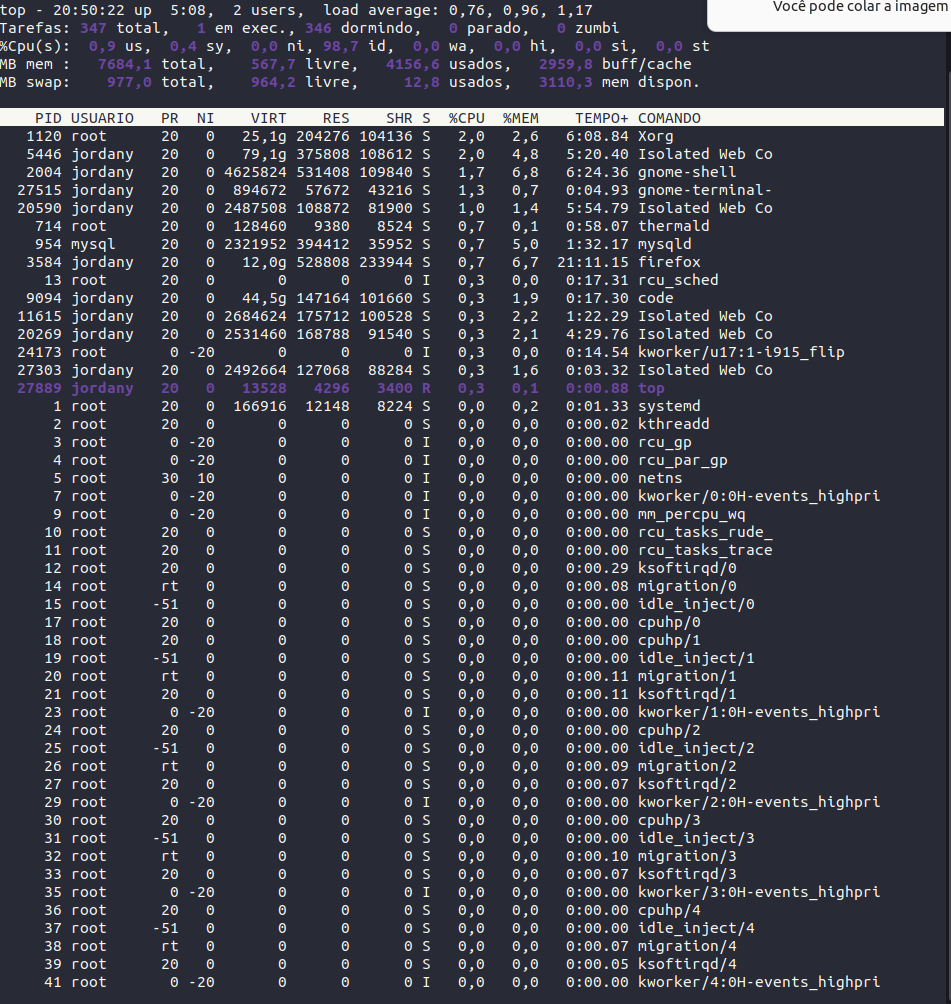 top - 20:50:22 up  5:08,  2 users,  load average: 0,76, 0,96, 1,17
Você pode colar a imagem
Tarefas: 347 total,   1 em exec., 346 dormindo,   0 parado,   0 zumbi
%Cpu(s):  0,9 us,  0,4 sy,  0,0 ni, 98,7 id,  0,0 wa,  0,0 hi,  0,0 si,  0,0 st
MB mem :   7684,1 total,    567,7 livre,   4156,6 usados,   2959,8 buff/cache
MB swap:    977,0 total,    964,2 livre,     12,8 usados,   3110,3 mem dispon.
PID USUARIO   PR  NI    VIRT    RES    SHR S  %CPU  %MEM    TEMPO+ COMANDO
1120 root      20   0   25,1g 204276 104136 S   2,0   2,6   6:08.84 Xorg
5446 jordany   20   0   79,1g 375808 108612 S   2,0   4,8   5:20.40 Isolated Web Co
2004 jordany   20   0 4625824 531408 109840 S   1,7   6,8   6:24.36 gnome-shell
27515 jordany   20   0  894672  57672  43216 S   1,3   0,7   0:04.93 gnome-terminal-
20590 jordany   20   0 2487508 108872  81900 S   1,0   1,4   5:54.79 Isolated Web Co
714 root      20   0  128460   9380   8524 S   0,7   0,1   0:58.07 thermald
954 mysql     20   0 2321952 394412  35952 S   0,7   5,0   1:32.17 mysqld
3584 jordany   20   0   12,0g 528808 233944 S   0,7   6,7  21:11.15 firefox
13 root      20   0       0      0      0 I   0,3   0,0   0:17.31 rcu_sched
9094 jordany   20   0   44,5g 147164 101660 S   0,3   1,9   0:17.30 code
11615 jordany   20   0 2684624 175712 100528 S   0,3   2,2   1:22.29 Isolated Web Co
20269 jordany   20   0 2531460 168788  91540 S   0,3   2,1   4:29.76 Isolated Web Co
24173 root       0 -20       0      0      0 I   0,3   0,0   0:14.54 kworker/u17:1-i915_flip
27303 jordany   20   0 2492664 127068  88284 S   0,3   1,6   0:03.32 Isolated Web Co
27889 jordany   20   0   13528   4296   3400 R   0,3   0,1   0:00.88 top
1 root      20   0  166916  12148   8224 S   0,0   0,2   0:01.33 systemd
2 root      20   0       0      0      0 S   0,0   0,0   0:00.02 kthreadd
3 root       0 -20       0      0      0 I   0,0   0,0   0:00.00 rcu_gp
4 root       0 -20       0      0      0 I   0,0   0,0   0:00.00 rcu_par_gp
5 root      30  10       0      0      0 I   0,0   0,0   0:00.00 netns
7 root       0 -20       0      0      0 I   0,0   0,0   0:00.00 kworker/0:0H-events_highpri
9 root       0 -20       0      0      0 I   0,0   0,0   0:00.00 mm_percpu_wq
10 root      20   0       0      0      0 S   0,0   0,0   0:00.00 rcu_tasks_rude_
11 root      20   0       0      0      0 S   0,0   0,0   0:00.00 rcu_tasks_trace
12 root      20   0       0      0      0 S   0,0   0,0   0:00.29 ksoftirqd/0
14 root      rt   0       0      0      0 S   0,0   0,0   0:00.08 migration/0
15 root     -51   0       0      0      0 S   0,0   0,0   0:00.00 idle_inject/0
17 root      20   0       0      0      0 S   0,0   0,0   0:00.00 cpuhp/0
18 root      20   0       0      0      0 S   0,0   0,0   0:00.00 cpuhp/1
19 root     -51   0       0      0      0 S   0,0   0,0   0:00.00 idle_inject/1
20 root      rt   0       0      0      0 S   0,0   0,0   0:00.11 migration/1
21 root      20   0       0      0      0 S   0,0   0,0   0:00.11 ksoftirqd/1
23 root       0 -20       0      0      0 I   0,0   0,0   0:00.00 kworker/1:0H-events_highpri
24 root      20   0       0      0      0 S   0,0   0,0   0:00.00 cpuhp/2
25 root     -51   0       0      0      0 S   0,0   0,0   0:00.00 idle_inject/2
26 root      rt   0       0      0      0 S   0,0   0,0   0:00.09 migration/2
27 root      20   0       0      0      0 S   0,0   0,0   0:00.07 ksoftirqd/2
29 root       0 -20       0      0      0 I   0,0   0,0   0:00.00 kworker/2:0H-events_highpri
30 root      20   0       0      0      0 S   0,0   0,0   0:00.00 cpuhp/3
31 root     -51   0       0      0      0 S   0,0   0,0   0:00.00 idle_inject/3
32 root      rt   0       0      0      0 S   0,0   0,0   0:00.10 migration/3
33 root      20   0       0      0      0 S   0,0   0,0   0:00.07 ksoftirqd/3
35 root       0 -20       0      0      0 I   0,0   0,0   0:00.00 kworker/3:0H-events_highpri
36 root      20   0       0      0      0 S   0,0   0,0   0:00.00 cpuhp/4
37 root     -51   0       0      0      0 S   0,0   0,0   0:00.00 idle_inject/4
38 root      rt   0       0      0      0 S   0,0   0,0   0:00.07 migration/4
39 root      20   0       0      0      0 S   0,0   0,0   0:00.05 ksoftirqd/4
41 root       0 -20       0      0      0 I   0,0   0,0   0:00.00 kworker/4:0H-events_highpri